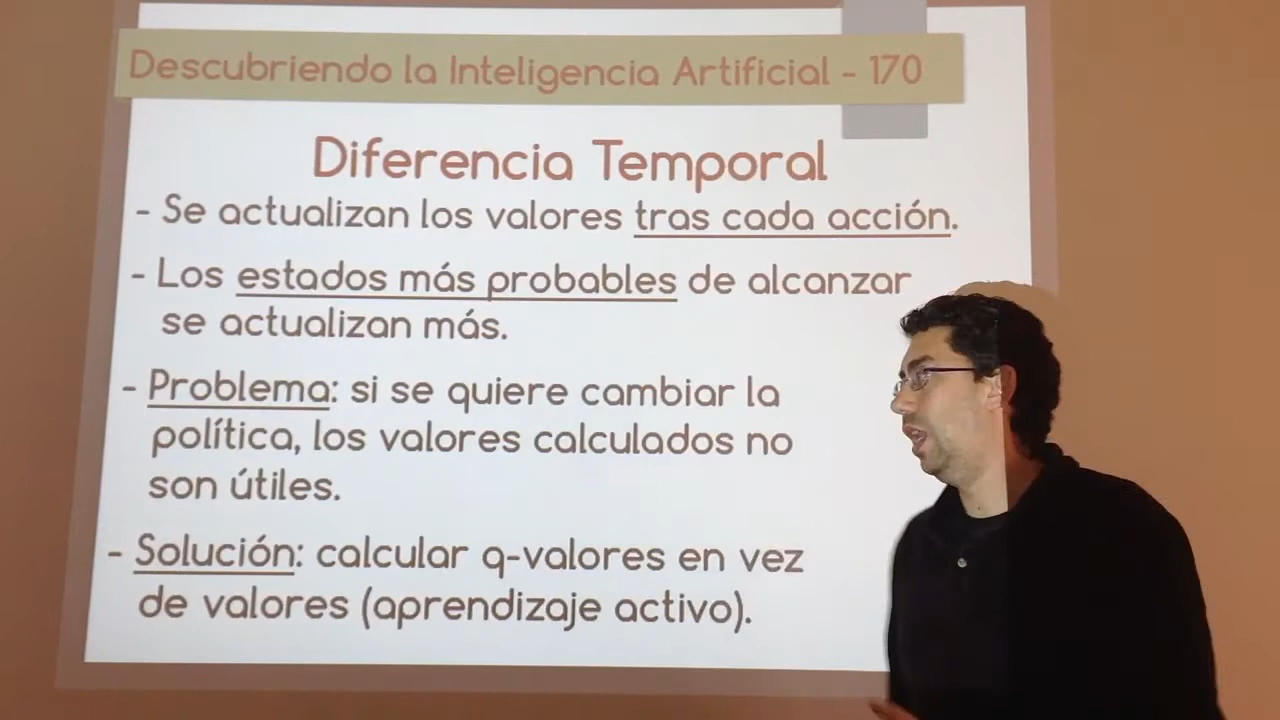 Descubriendo la Inteligencia Artificial - 170
Diferencia Temporal
- Se actualizan los valores tras cada acción.
- Los estados más probables de alcanzar
se actualizan más.
- Problema: si se quiere cambiar la
política, los valores calculados no
son útiles.
- Solución: calcular q-valores en vez
de valores (aprendizaje activo).